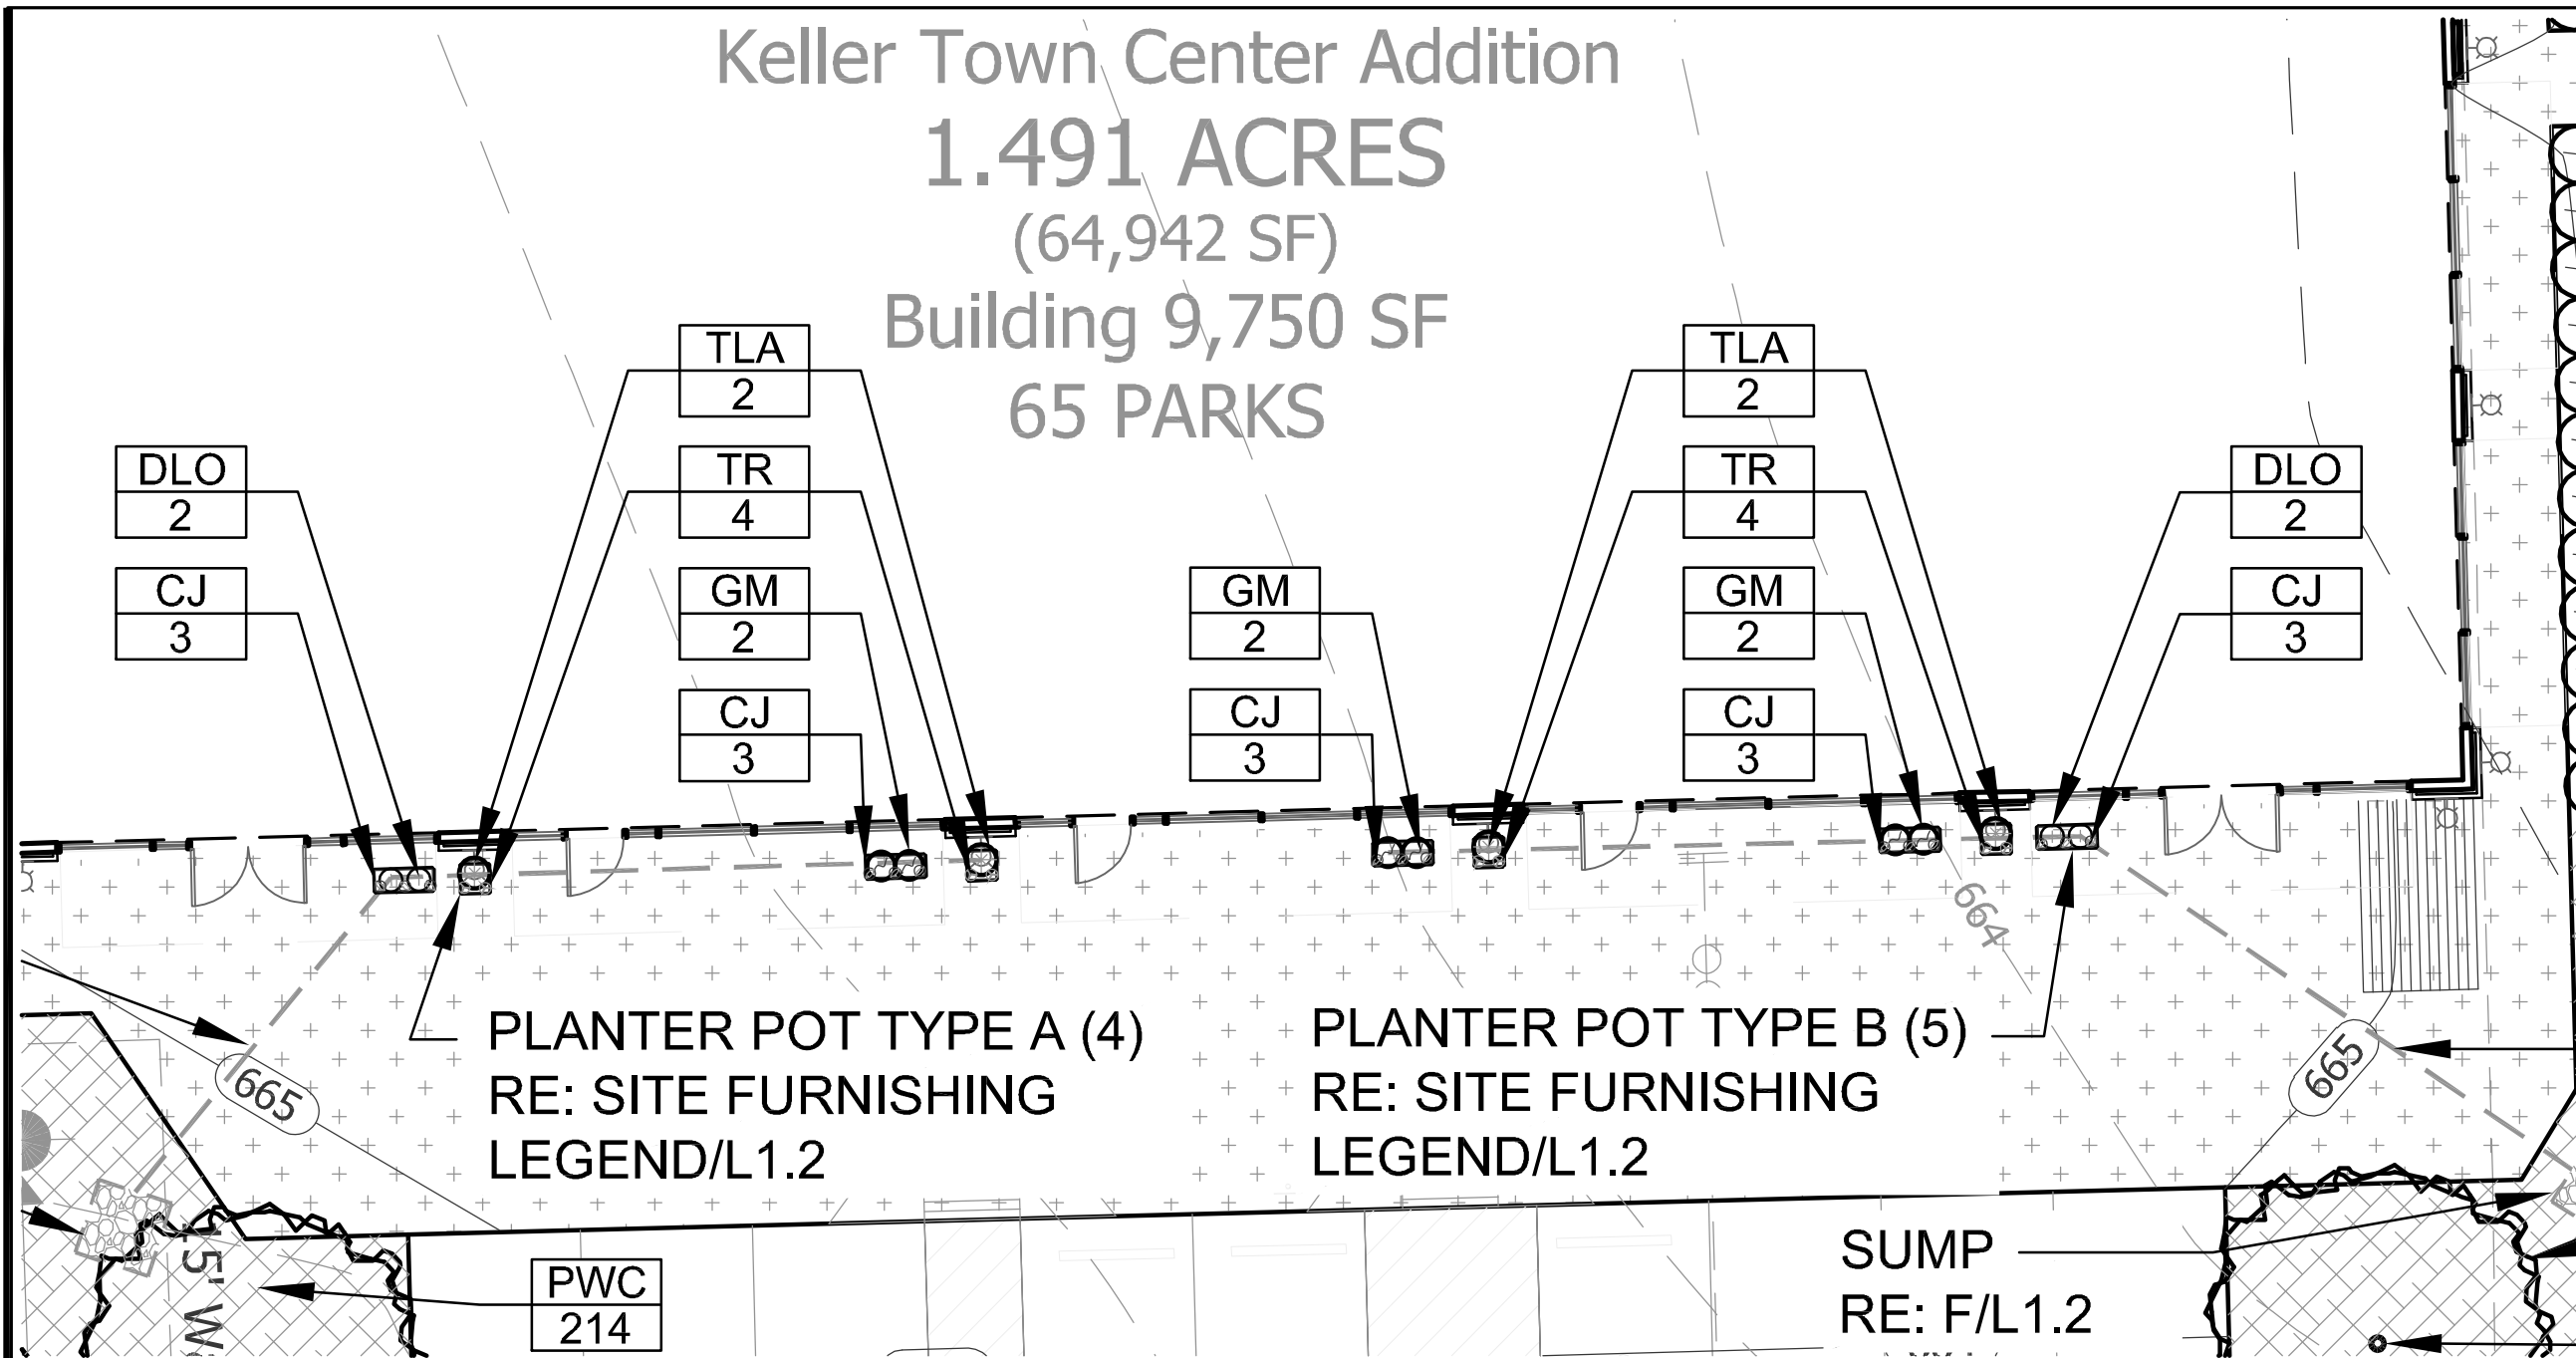 Keller Town Center Addition
1.491 ACRES
(64,942 SF)
Building 9,750 SF
65 PARKS
DLO
2
CJ
3
TLA
2
TR
4
GM
2
CJ
3
GM
2
CJ
3
TLA
2
TR
4
GM
2
CJ
3
DLO
2
CJ
3
664
PLANTER POT TYPE A (4)
RE: SITE FURNISHING
LEGEND/L1.2
PLANTER POT TYPE B (5)
RE: SITE FURNISHING
LEGEND/L1.2
665
665
PWC
214
SUMP
RE: F/L1.2